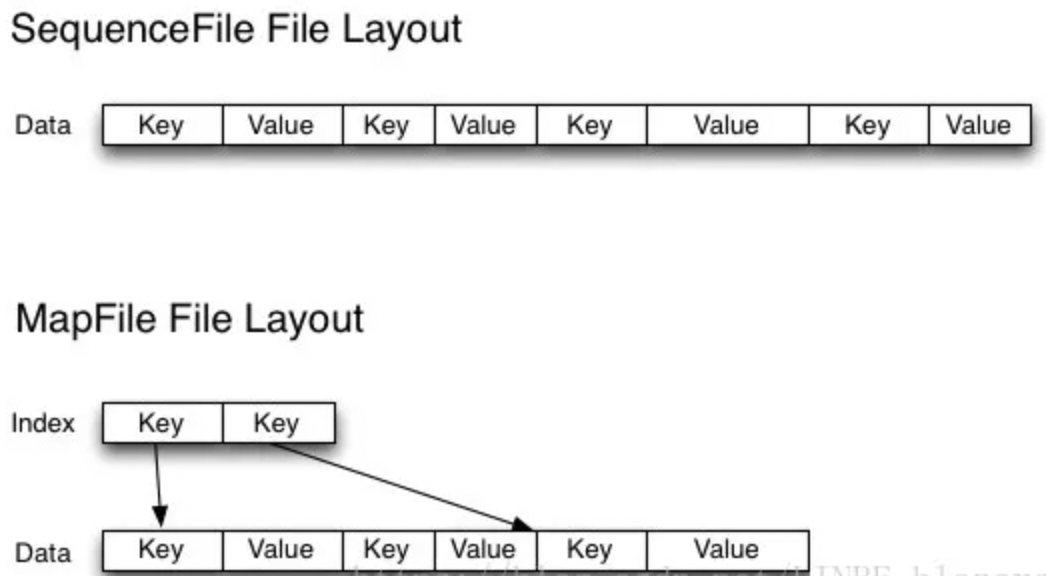 SequenceFile File Layout
Data Key Value Key Value Key Value Key Value
MapFile File Layout
Index Key Key
Data Key Value Key Value Key Value